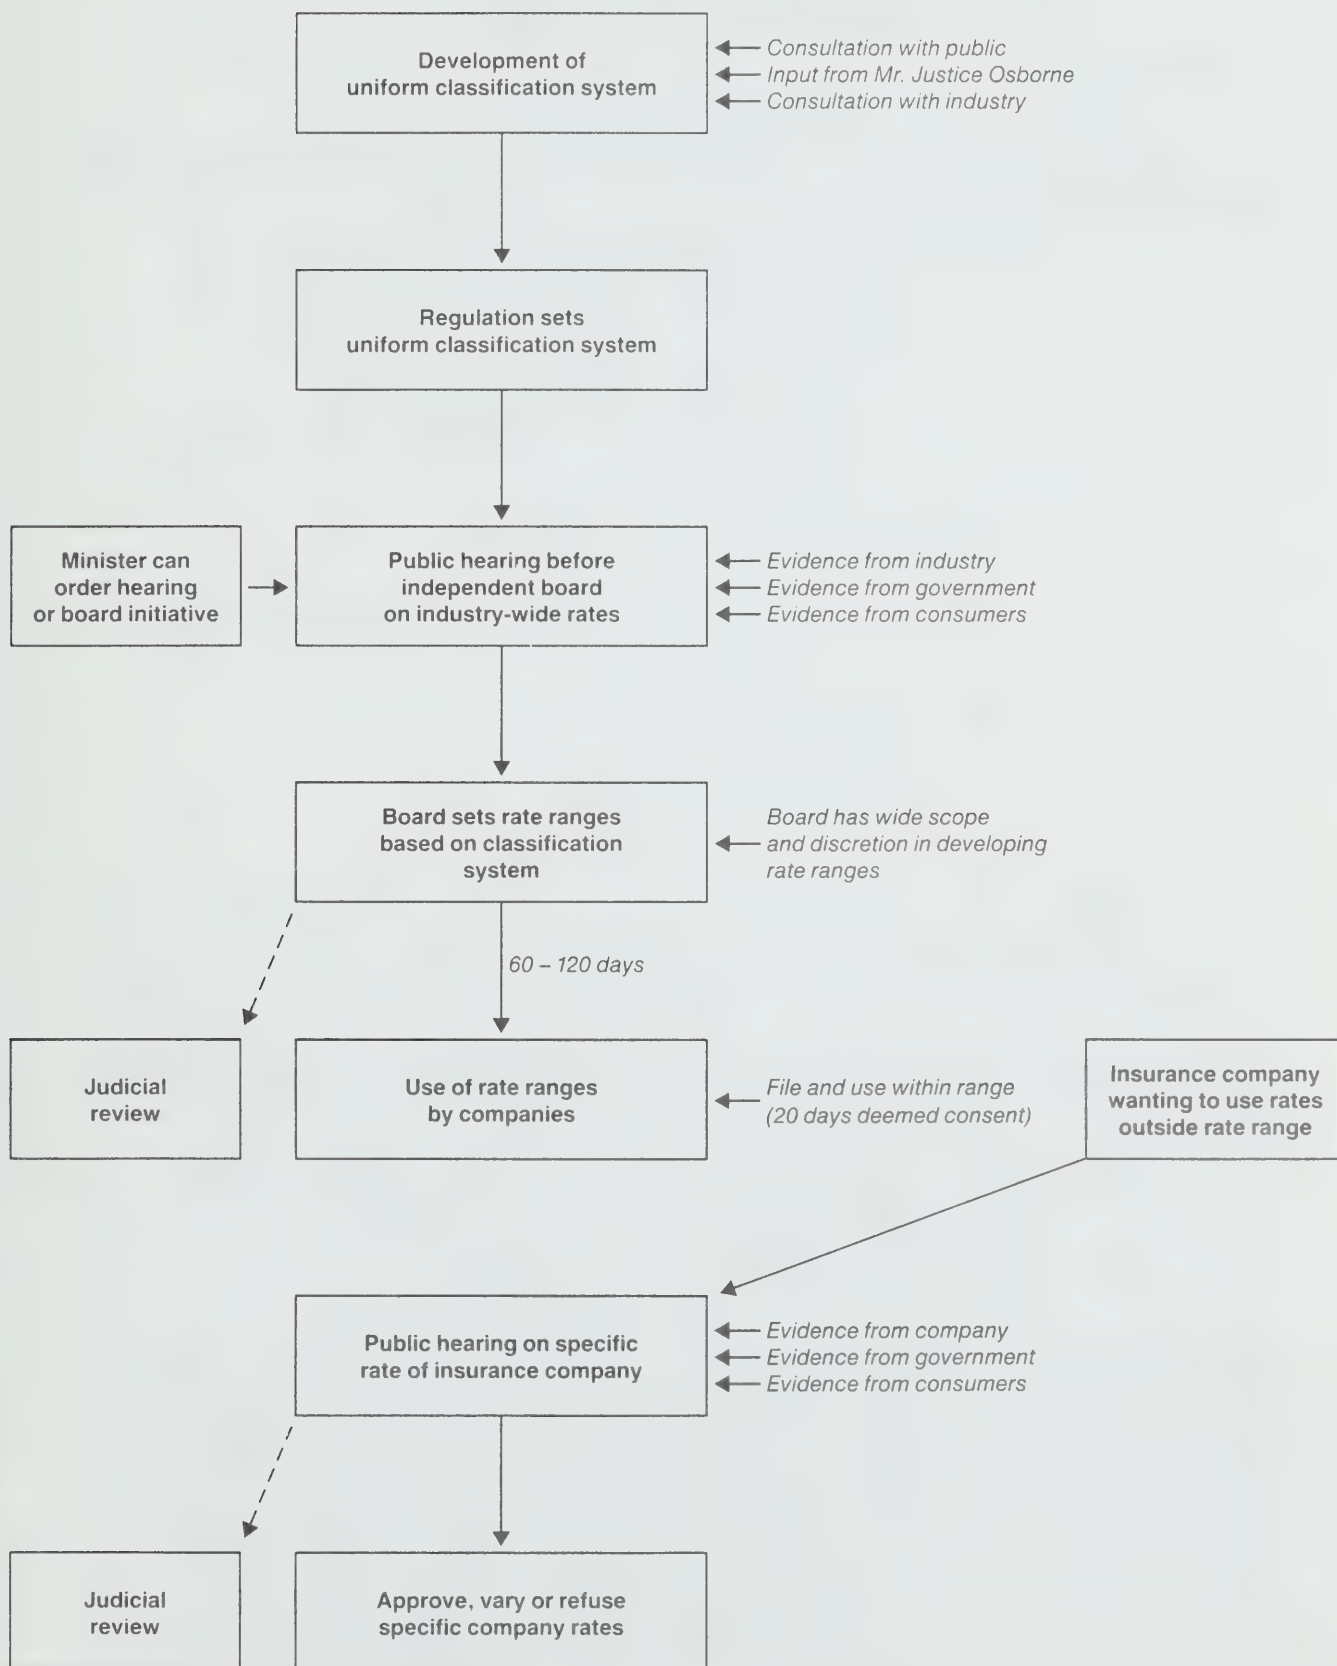 Development of
uniform classification system
Consultation with public
Input from Mr. Justice Osborne
Consultation with industry
Regulation sets
uniform classification system
Minister can
order hearing
or board initiative
Public hearing before
independent board
on industry-wide rates
Evidence from industry
Evidence from government
Evidence from consumers
Board sets rate ranges
based on classification
system
Board has wide scope
and discretion in developing
rate ranges
60 – 120 days
Judicial
review
Use of rate ranges
by companies
File and use within range
(20 days deemed consent)
Insurance company
wanting to use rates
outside rate range
Public hearing on specific
rate of insurance company
Evidence from company
Evidence from government
Evidence from consumers
Judicial
review
Approve, vary or refuse
specific company rates